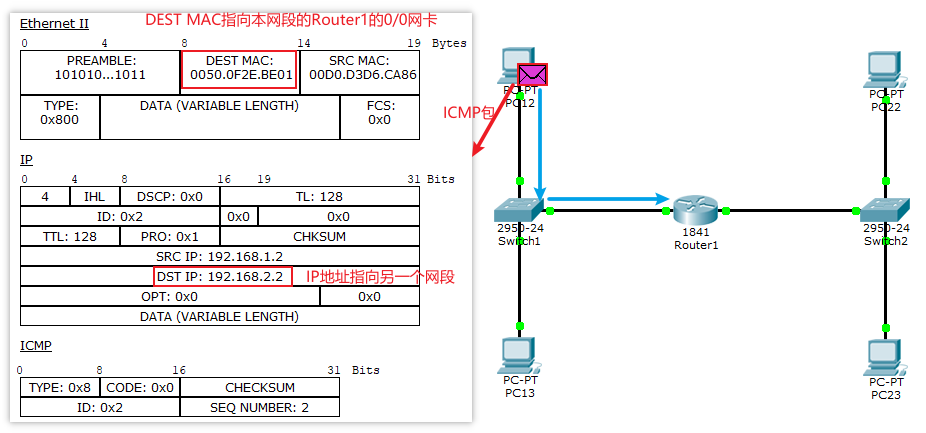 DEST MAC指向本网段的Router1的0/0网卡
Ethernet II
0 4 8 14 19 Bytes
PREAMBLE: 101010...1011
DEST MAC: 0050.0F2E.BE01
SRC MAC: 00D0.D3D6.CA86
TYPE: 0x800
DATA (VARIABLE LENGTH)
FCS: 0x0
IP
0 4 8 16 19 31 Bits
4 IHL DSCP: 0x0 TL: 128
ID: 0x2 0x0 0x0
TTL: 128 PRO: 0x1 CHKSUM
SRC IP: 192.168.1.2
DST IP: 192.168.2.2 IP地址指向另一个网段
OPT: 0x0 0x0
DATA (VARIABLE LENGTH)
ICMP
0 8 16 31 Bits
TYPE: 0x8 CODE: 0x0 CHECKSUM
ID: 0x2 SEQ NUMBER: 2
ICMP包
PC-PT
PC12
PC-PT
PC22
2950-24
Switch1
1841
Router1
2950-24
Switch2
PC-PT
PC13
PC-PT
PC23